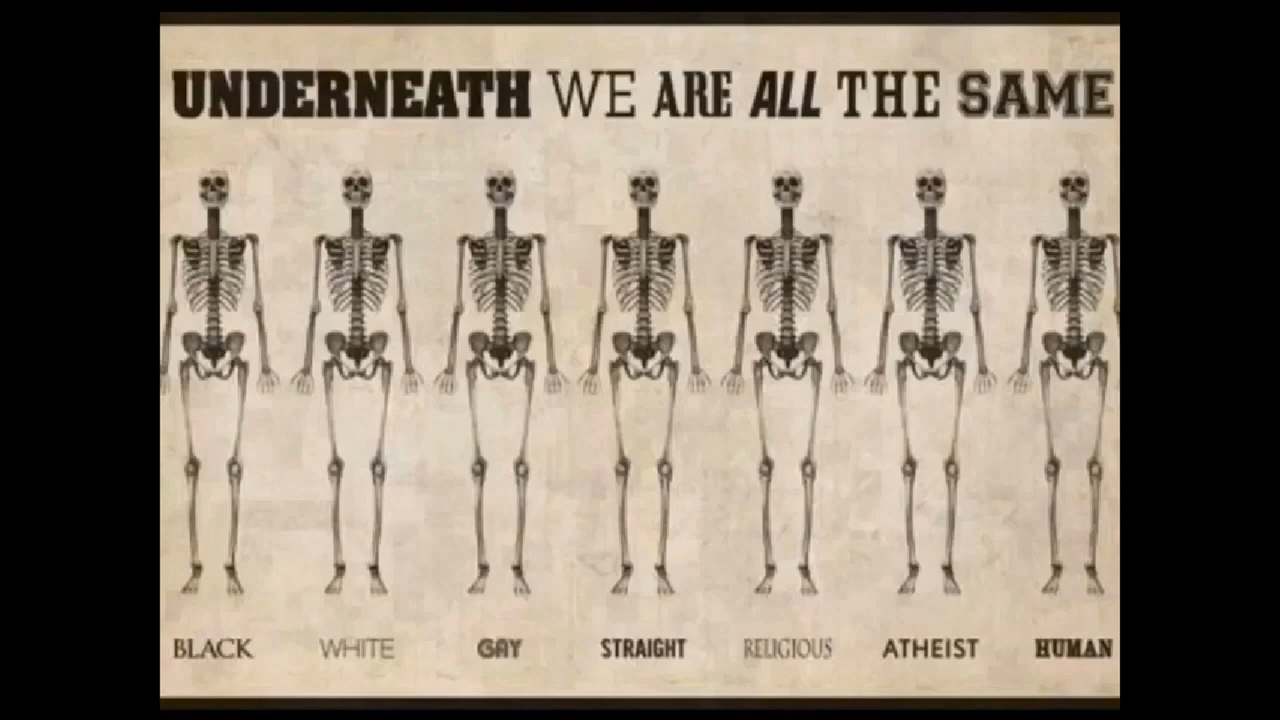 UNDERNEATH WE ARE ALL THE SAME
BLACK WHITE GAY STRAIGHT RELIGIOUS ATHEIST HUMAN